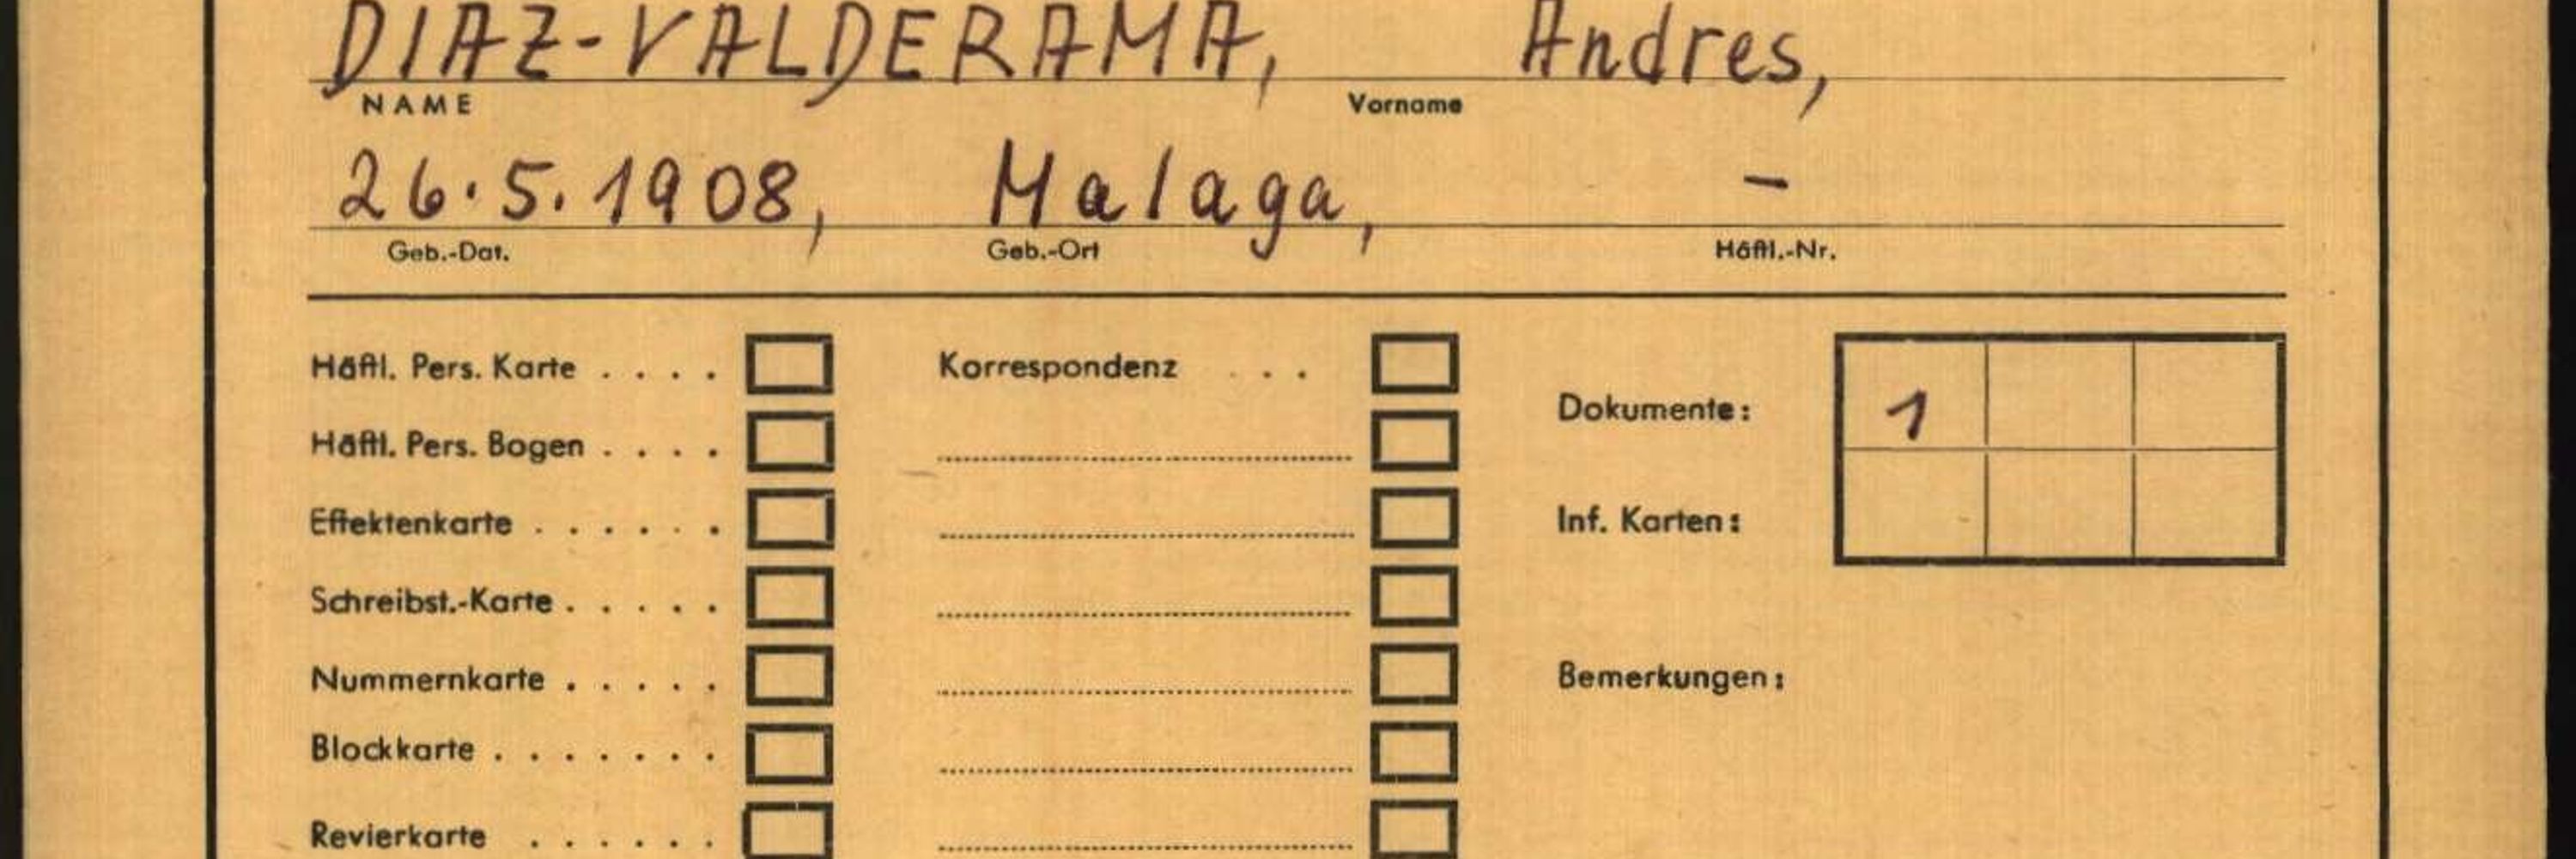 DIAZ-VALDERAMA, Andres,
NAME Vorname
26.5.1908, Malaga, -
Geb.-Dat. Geb.-Ort Häftl.-Nr.
Häftl. Pers. Karte . . . . Korrespondenz . . .
Dokumente: 1
Häftl. Pers. Bogen . . . .
Effektenkarte . . . . . . Inf. Karten:
Schreibst.-Karte . . . . .
Nummernkarte . . . . . Bemerkungen:
Blockkarte . . . . . . .
Revierkarte . . . . . .